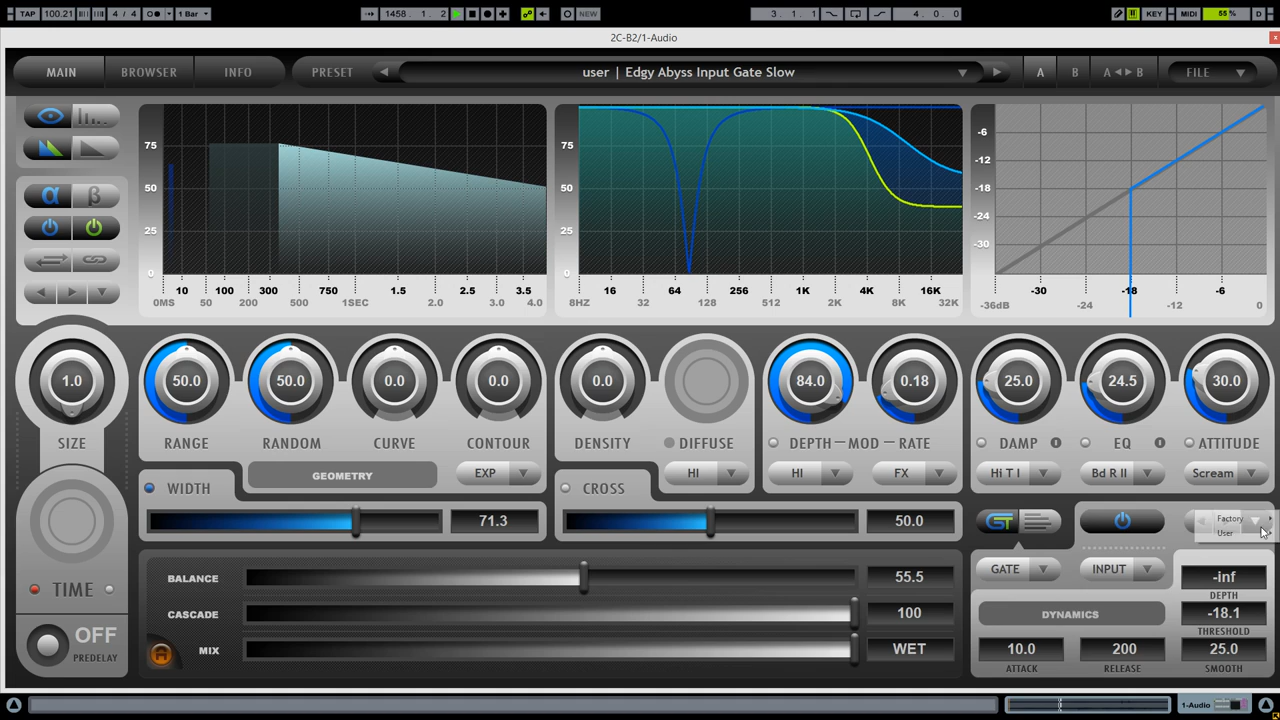 TAP 100.21 4 / 4 1 Bar 1458 . 1 . 2 NEW 3 . 1 . 1 4 . 0 . 0 KEY MIDI 55 % D
2C-B2/1-Audio x
MAIN BROWSER INFO PRESET user | Edgy Abyss Input Gate Slow A B A B FILE
75 50 25 0
10 100 300 750 1.5 2.5 3.5
0MS 50 200 500 1SEC 2.0 3.0 4.0
75 50 25 0
16 64 256 1K 4K 16K
8HZ 32 128 512 2K 8K 32K
-6 -12 -18 -24 -30
-30 -18 -6
-36dB -24 -12 0
α β
1.0 50.0 50.0 0.0 0.0 0.0 84.0 0.18 25.0 24.5 30.0
SIZE RANGE RANDOM CURVE CONTOUR DENSITY DIFFUSE DEPTH MOD RATE DAMP EQ ATTITUDE
GEOMETRY EXP HI HI FX Hi T I Bd R II Scream
WIDTH CROSS
71.3 50.0 GT Factory
User
BALANCE 55.5 GATE INPUT -inf
DEPTH
TIME CASCADE 100 DYNAMICS -18.1
THRESHOLD
OFF MIX WET 10.0 200 25.0
PREDELAY ATTACK RELEASE SMOOTH
1-Audio